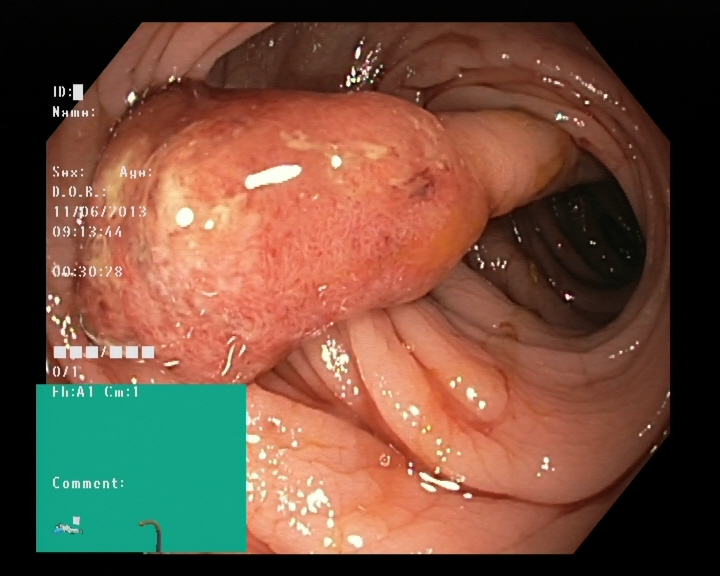 ID:
Name:
Sex: Age:
D.O.B.:
11/06/2013
09:13:44
00:30:28
0/1
Eh:A1 Cm:1
Comment: